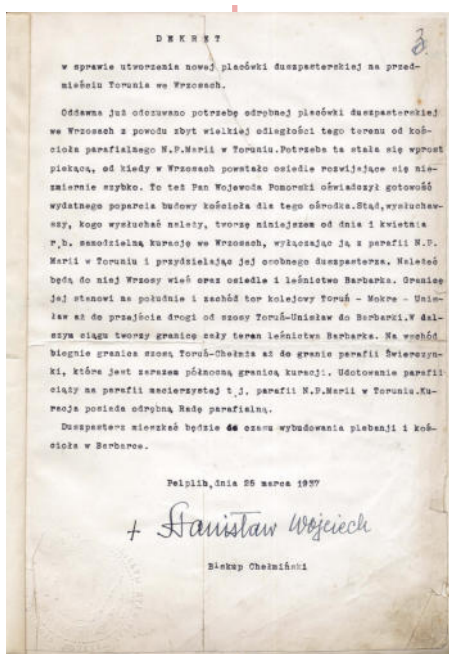 3.
DEKRET
w sprawie utworzenia nowej placówki duszpasterskiej na przed-
mieściu Torunia we Wrzosach.
Oddawna już odczuwano potrzebę odrębnej placówki duszpasterskiej
we Wrzosach z powodu zbyt wielkiej odległości tego terenu od koś-
cioła parafialnego N.P.Marii w Toruniu.Potrzeba ta stała się wprost
piekącą, od kiedy w Wrzosach powstało osiedle rozwijające się nie-
zmiernie szybko. To też Pan Wojewoda Pomorski oświadczył gotowość
wydatnego poparcia budowy kościoła dla tego ośrodka.Stąd,wysłuchaw-
szy, kogo wysłuchać należy, tworzę niniejszem od dnia 1 kwietnia
r.b. samodzielną kurację we Wrzosach, wyłączając ją z parafii N.P.
Marii w Toruniu i przydzielając jej osobnego duszpasterza. Należeć
będą do niej Wrzosy wieś oraz osiedle i leśnictwo Barbarka. Granicę
jej stanowi na południe i zachód tor kolejowy Toruń - Mokre - Unis-
ław aż do przejścia drogi od szosy Toruń-Unisław do Barbarki.W dal-
szym ciągu tworzy granicę cały teren leśnictwa Barbarka. Na wschód
biegnie granica szosą Toruń-Chełmża aż do granic parafii Świerczyn-
ki, która jest zarazem północną granicą kuracji. Udotowanie parafii
ciąży na parafii macierzystej t.j. parafii N.P.Marii w Toruniu.Ku-
racja posiada odrębną Radę parafialną.
Duszpasterz mieszkać będzie do czasu wybudowania plebanji i koś-
cioła w Barbarce.
Pelplin,dnia 25 marca 1937
+ Stanisław Wojciech
Biskup Chełmiński